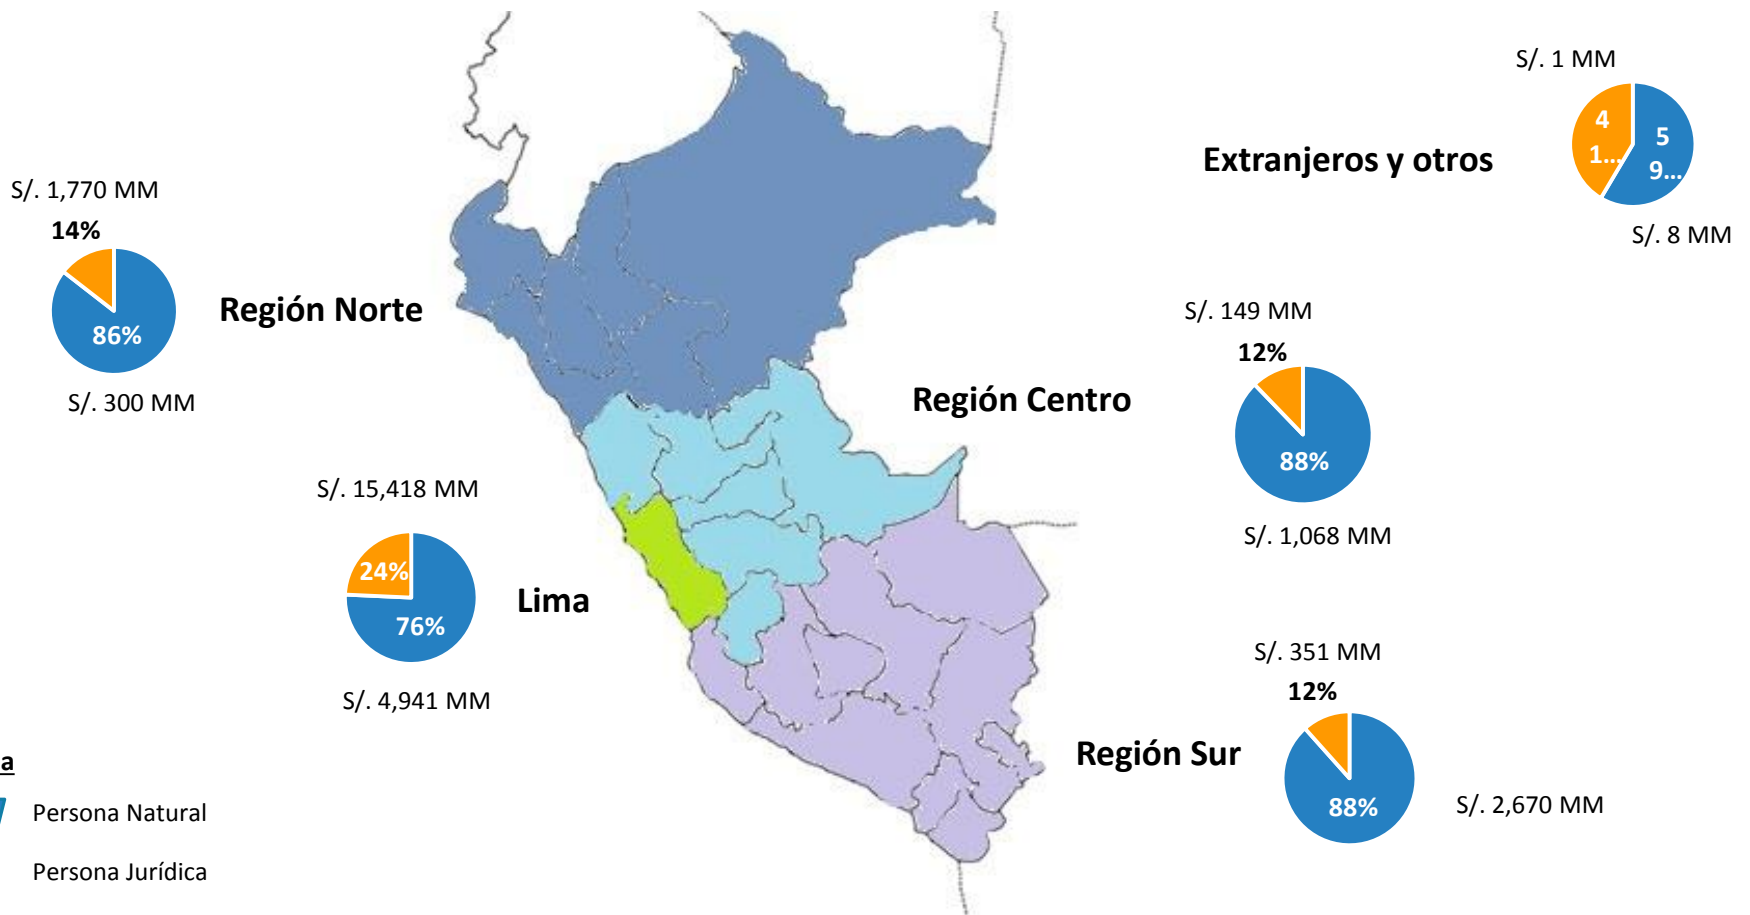 S/. 1 MM
4
1...
5
9...
Extranjeros y otros
S/. 8 MM
S/. 1,770 MM
14%
86%
Región Norte
S/. 300 MM
S/. 149 MM
12%
Región Centro
88%
S/. 1,068 MM
S/. 15,418 MM
24%
76%
Lima
S/. 4,941 MM
S/. 351 MM
12%
Región Sur
88%
S/. 2,670 MM
a
Persona Natural
Persona Jurídica